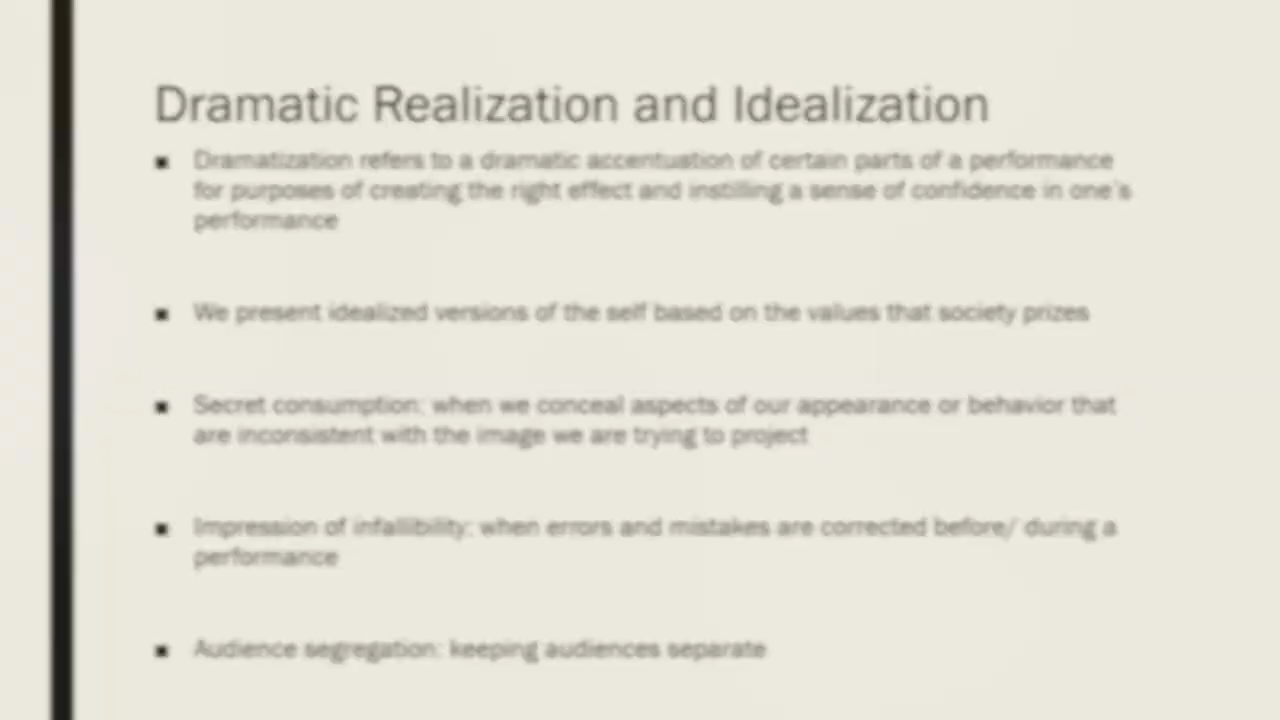 Dramatic Realization and Idealization
▪ Dramatization refers to a dramatic accentuation of certain parts of a performance
for purposes of creating the right effect and instilling a sense of confidence in one's
performance
▪ We present idealized versions of the self based on the values that society prizes
▪ Secret consumption: when we conceal aspects of our appearance or behavior that
are inconsistent with the image we are trying to project
▪ Impression of infallibility: when errors and mistakes are corrected before/ during a
performance
▪ Audience segregation: keeping audiences separate